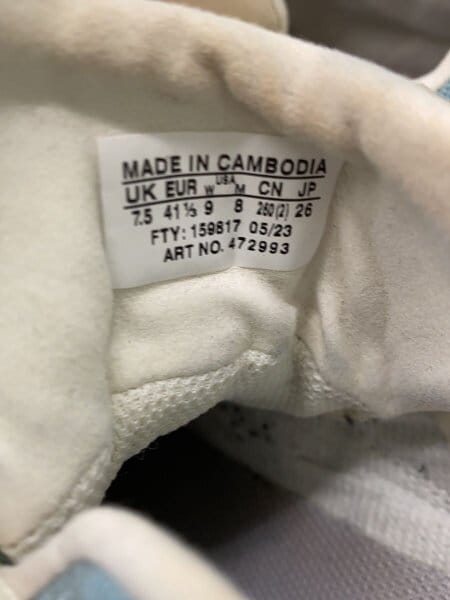 MADE IN CAMBODIA
UK EUR W USA M CN JP
7.5 41⅓ 9 8 260(2) 26
FTY: 159817 05/23
ART NO. 472993